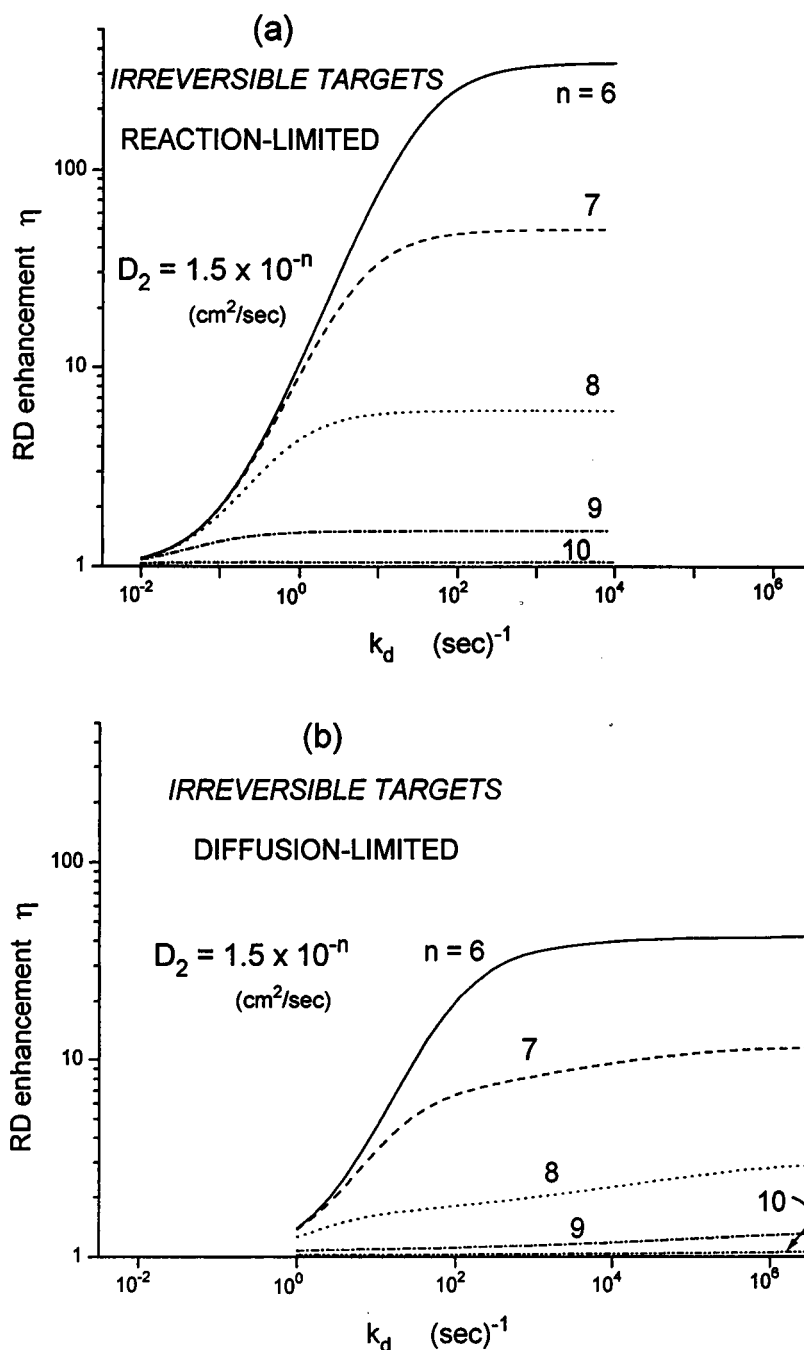 (a)
IRREVERSIBLE TARGETS
REACTION-LIMITED
n = 6
7
D₂ = 1.5 x 10⁻ⁿ
(cm²/sec)
8
9
10
RD enhancement η
100
10
1
10⁻² 10⁰ 10² 10⁴ 10⁶
k_d (sec)⁻¹
(b)
IRREVERSIBLE TARGETS
DIFFUSION-LIMITED
D₂ = 1.5 x 10⁻ⁿ
(cm²/sec)
n = 6
7
8
9
10
RD enhancement η
100
10
1
10⁻² 10⁰ 10² 10⁴ 10⁶
k_d (sec)⁻¹